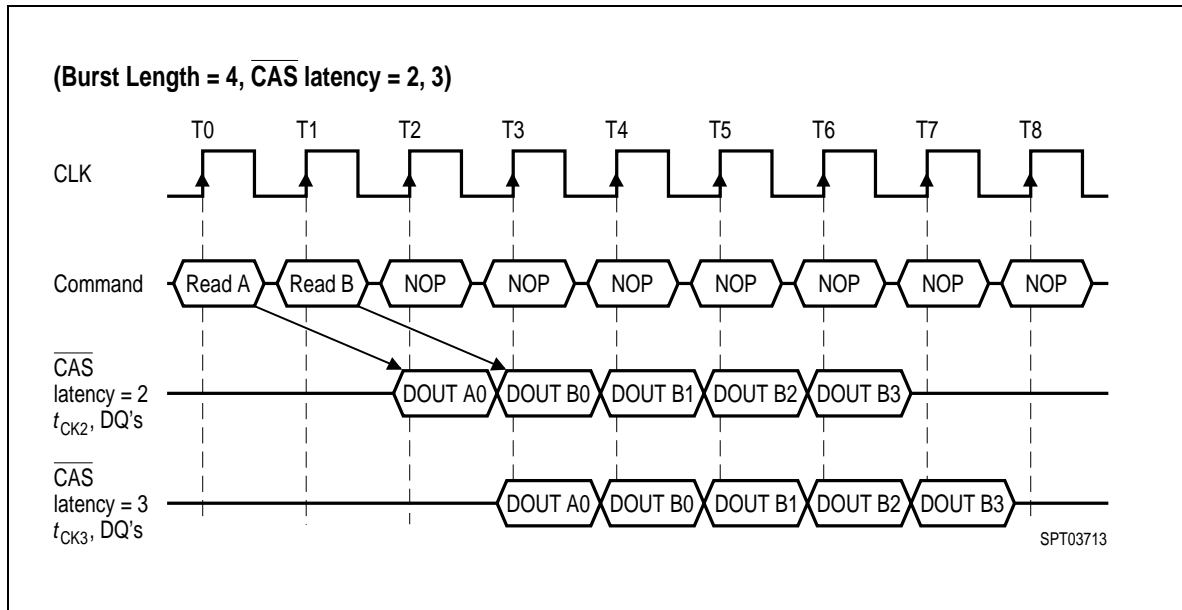 (Burst Length = 4, CAS latency = 2, 3)
T0 T1 T2 T3 T4 T5 T6 T7 T8
CLK
Command Read A Read B NOP NOP NOP NOP NOP NOP NOP
CAS
latency = 2 DOUT A0 DOUT B0 DOUT B1 DOUT B2 DOUT B3
tCK2, DQ's
CAS
latency = 3 DOUT A0 DOUT B0 DOUT B1 DOUT B2 DOUT B3
tCK3, DQ's
SPT03713